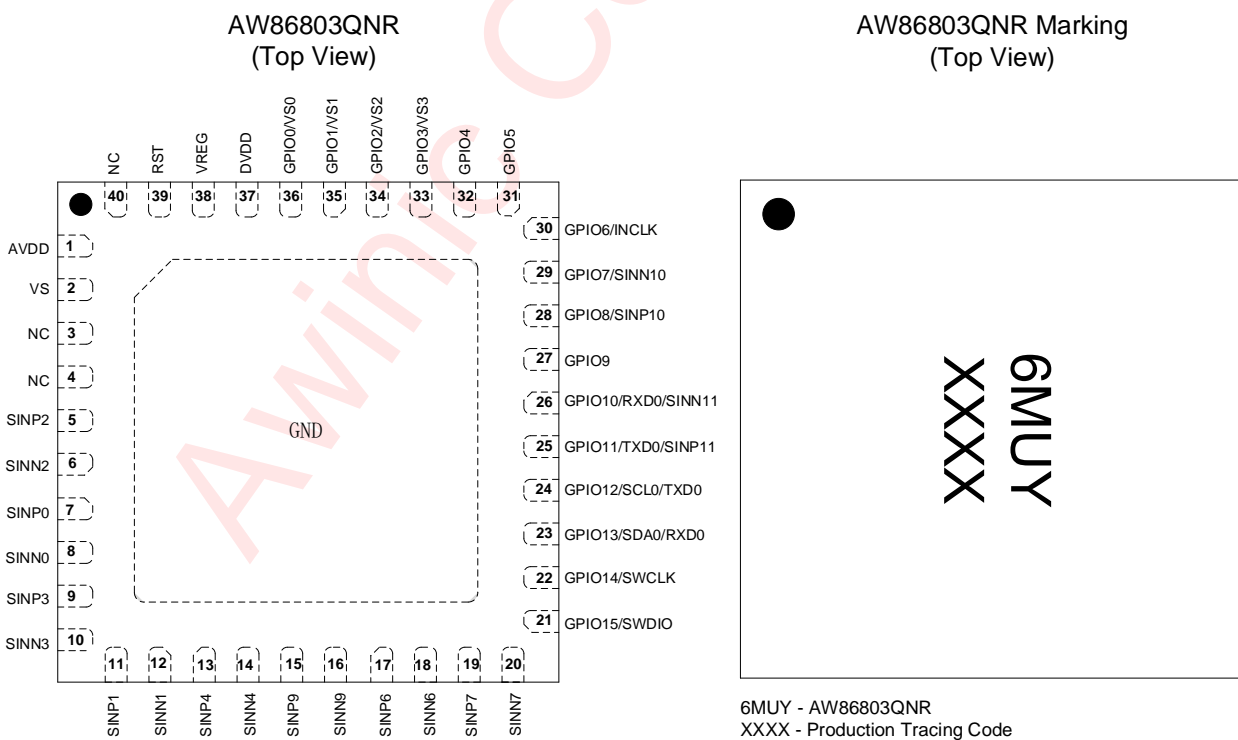 AW86803QNR
(Top View)
AW86803QNR Marking
(Top View)
NC
RST
VREG
DVDD
GPIO0/VS0
GPIO1/VS1
GPIO2/VS2
GPIO3/VS3
GPIO4
GPIO5
40
39
38
37
36
35
34
33
32
31
AVDD
1
VS
2
NC
3
NC
4
SINP2
5
SINN2
6
SINP0
7
SINN0
8
SINP3
9
SINN3
10
GND
30 GPIO6/INCLK
29 GPIO7/SINN10
28 GPIO8/SINP10
27 GPIO9
26 GPIO10/RXD0/SINN11
25 GPIO11/TXD0/SINP11
24 GPIO12/SCL0/TXD0
23 GPIO13/SDA0/RXD0
22 GPIO14/SWCLK
21 GPIO15/SWDIO
11
12
13
14
15
16
17
18
19
20
SINP1
SINN1
SINP4
SINN4
SINP9
SINN9
SINP6
SINN6
SINP7
SINN7
6MUY
XXXX
6MUY - AW86803QNR
XXXX - Production Tracing Code
Awinic Co